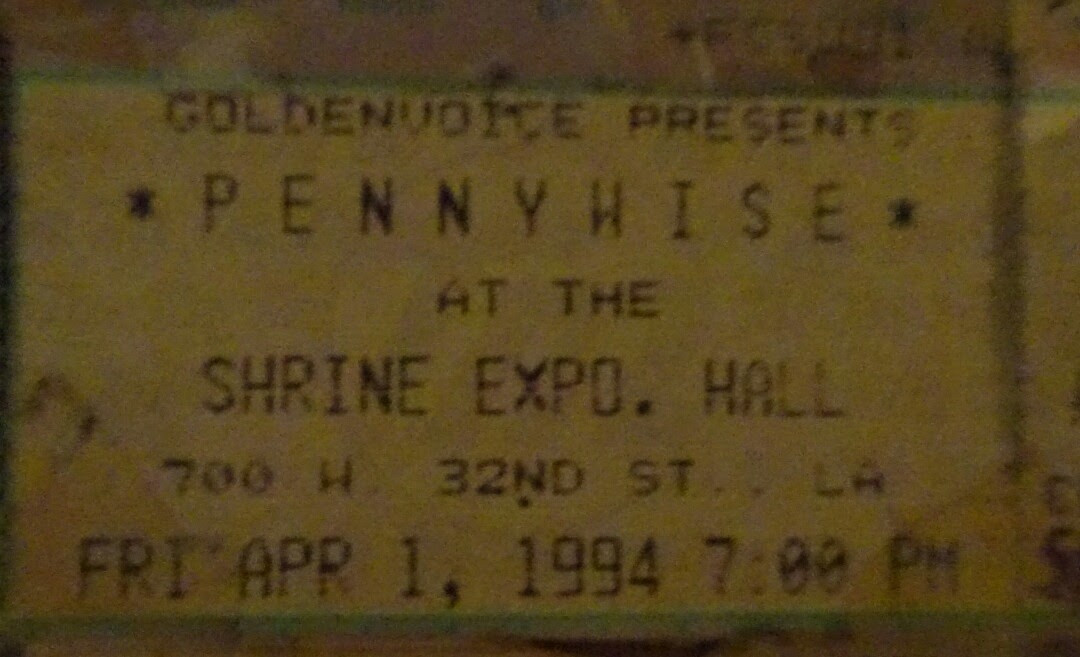 GOLDENVOICE PRESENTS
* P E N N Y W I S E *
AT THE
SHRINE EXPO. HALL
700 W. 32ND ST., LA
FRI APR 1, 1994 7:00 PM